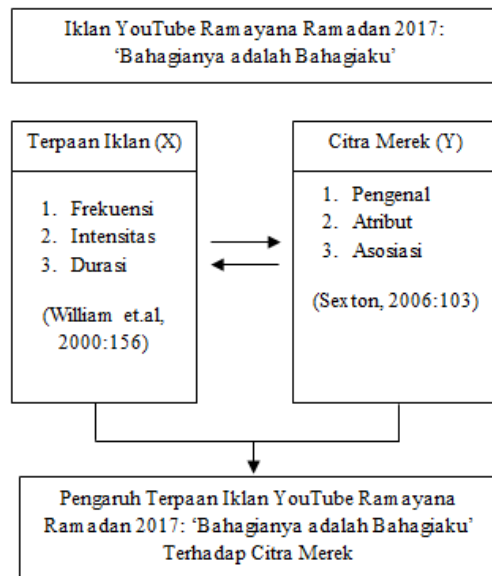 Iklan YouTube Ramayana Ramadan 2017:
‘Bahagianya adalah Bahagiaku’
Terpaan Iklan (X)
1. Frekuensi
2. Intensitas
3. Durasi
(William et.al,
2000:156)
Citra Merek (Y)
1. Pengenal
2. Atribut
3. Asosiasi
(Sexton, 2006:103)
Pengaruh Terpaan Iklan YouTube Ramayana
Ramadan 2017: ‘Bahagianya adalah Bahagiaku’
Terhadap Citra Merek